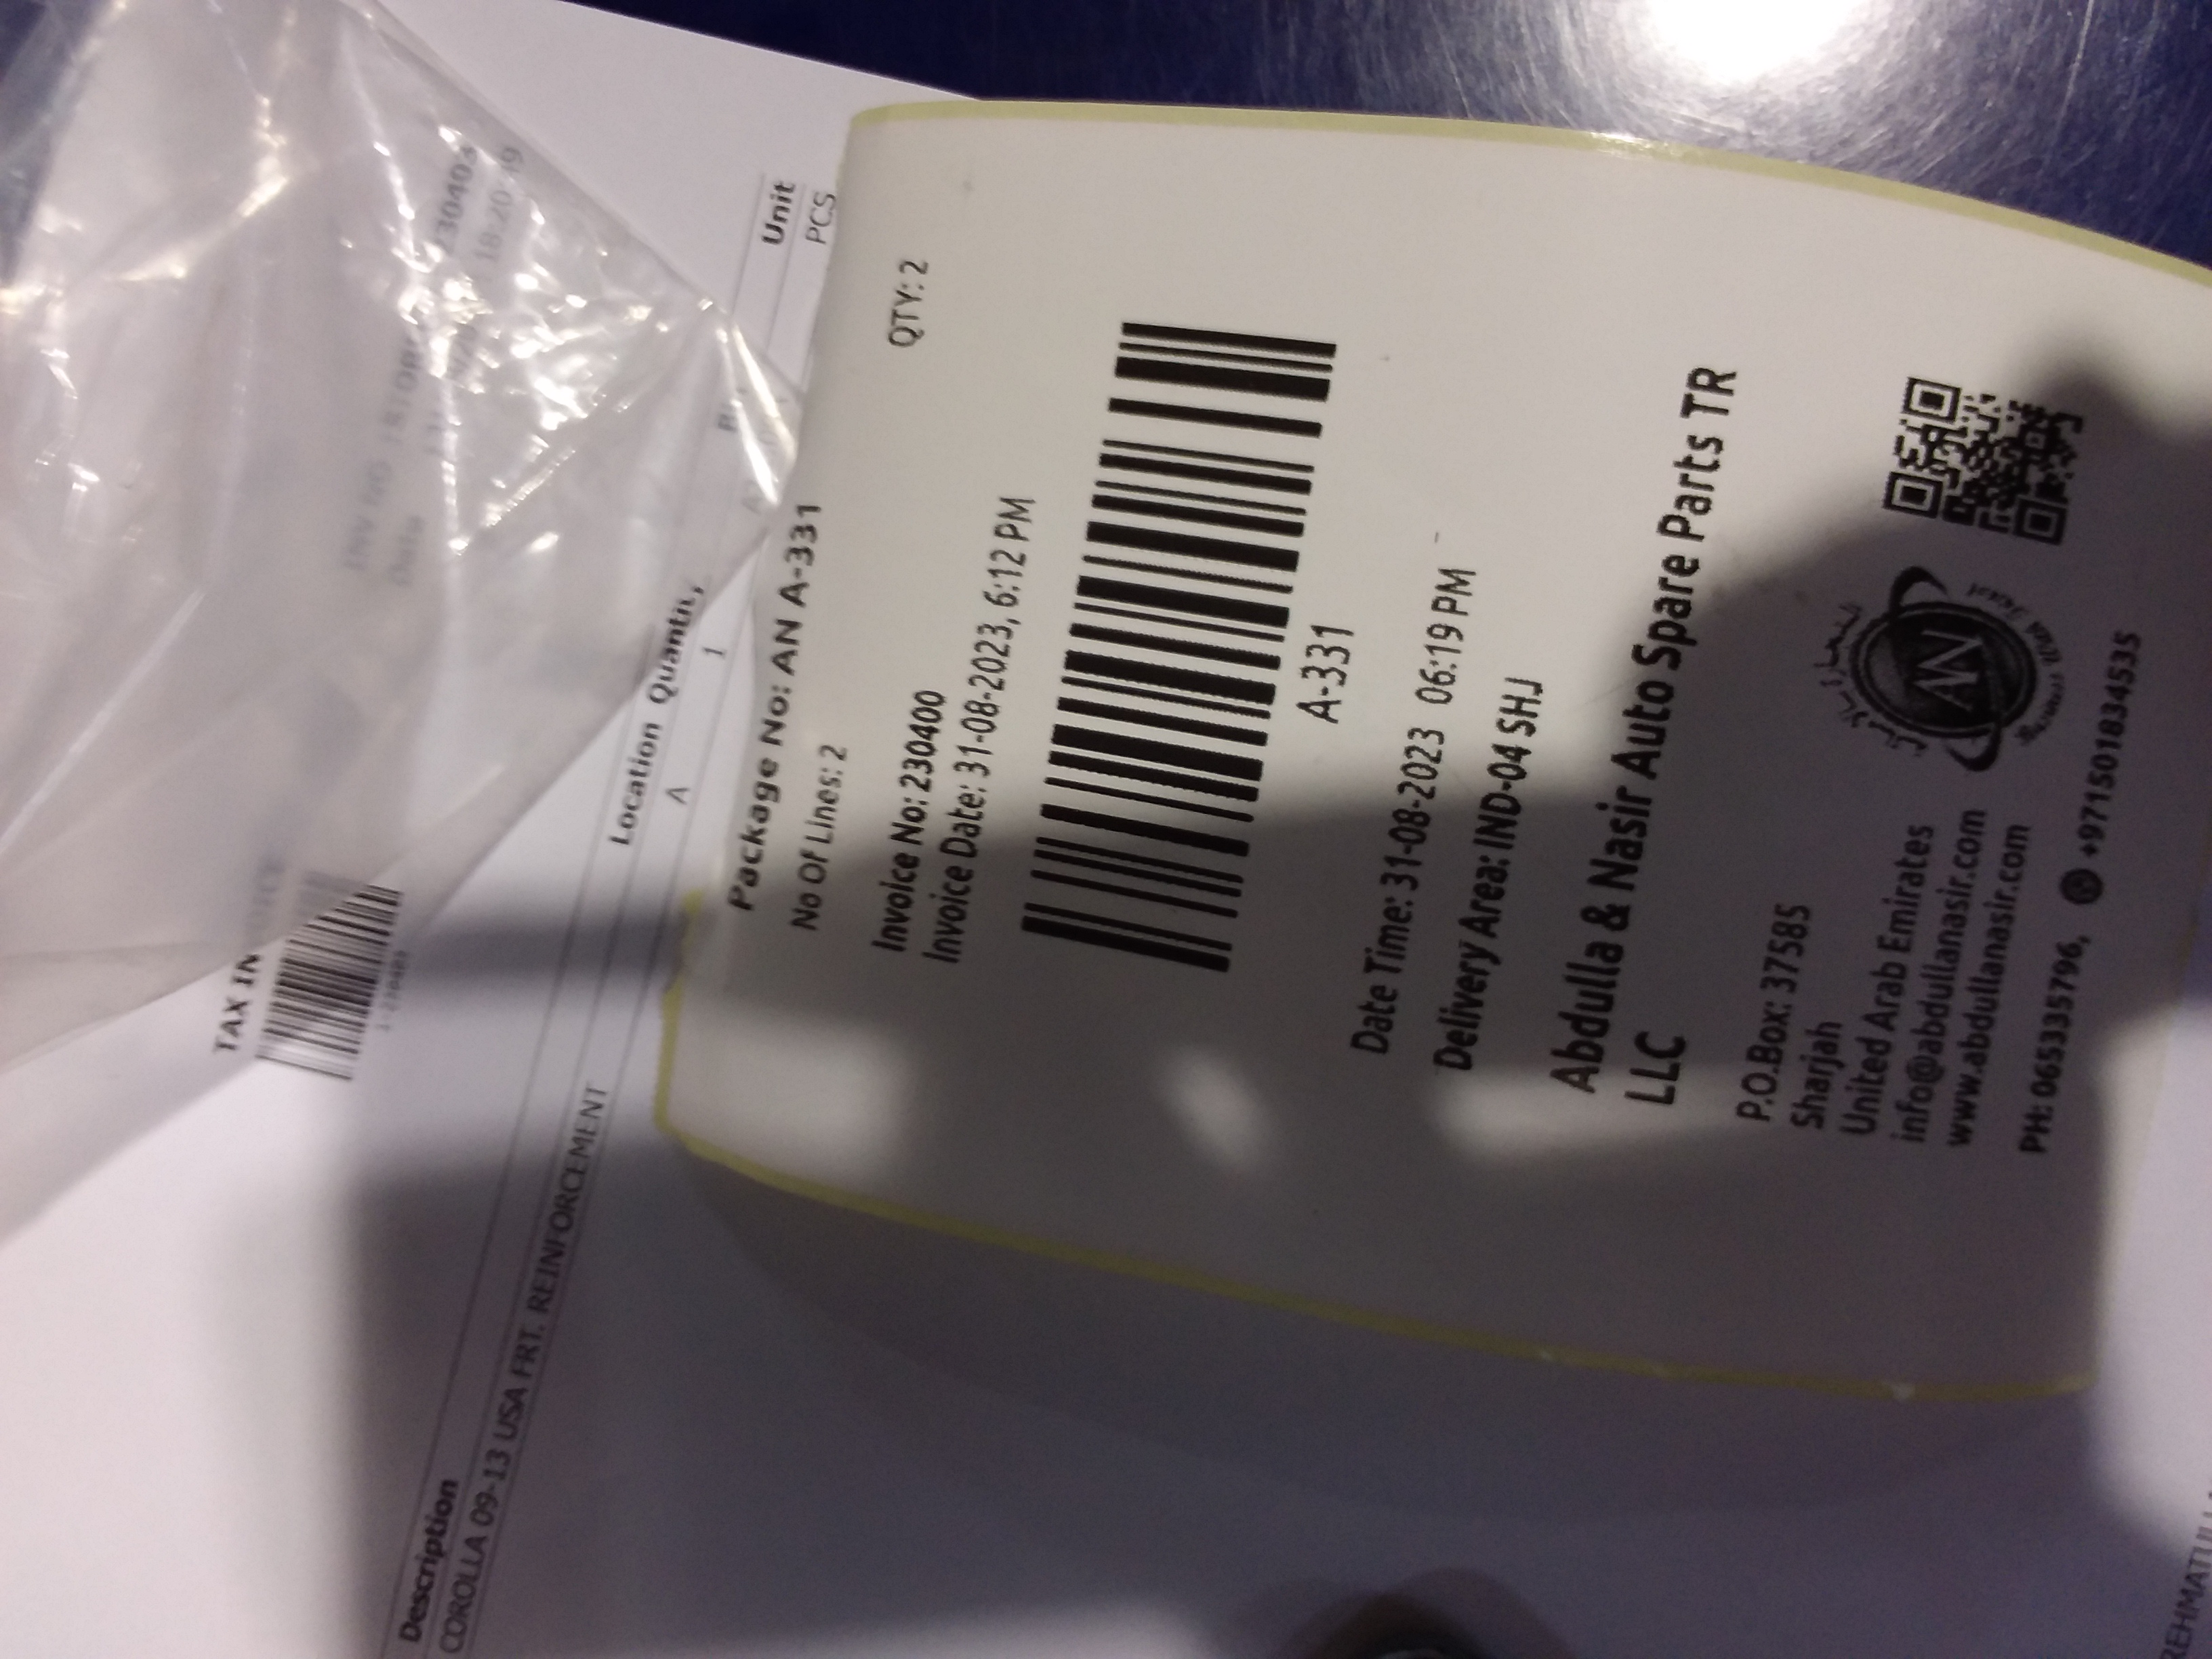 TAX INVOICE
230403
Description Location Quantity Unit
COROLLA 09-13 USA FRT. REINFORCEMENT A 1 PCS
Package No: AN A-331
No Of Lines: 2 QTY: 2
Invoice No: 230400
Invoice Date: 31-08-2023, 6:12 PM
A-331
Date Time: 31-08-2023 06:19 PM
Delivery Area: IND-04 SHJ
Abdulla & Nasir Auto Spare Parts TR
LLC
P.O.Box: 37585
Sharjah
United Arab Emirates
info@abdullanasir.com
www.abdullanasir.com
PH: 065335796, +971501834535
AN